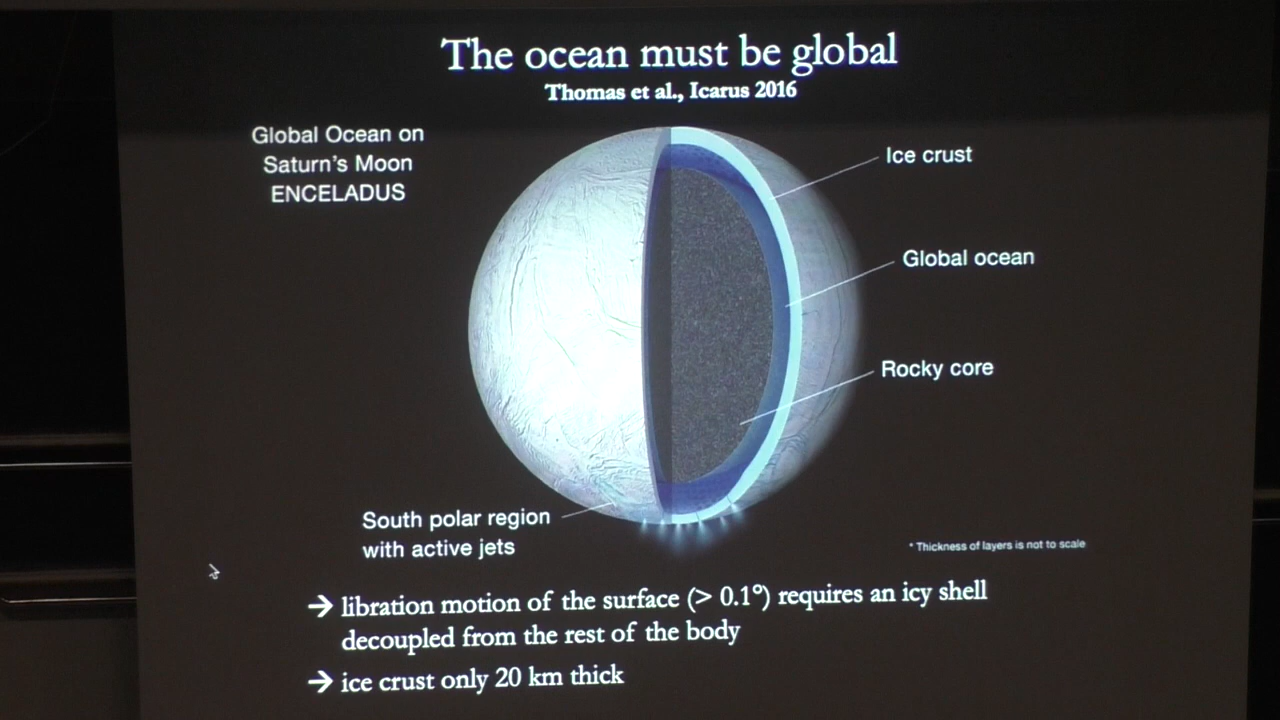 The ocean must be global
Thomas et al., Icarus 2016
Global Ocean on
Saturn's Moon
ENCELADUS
Ice crust
Global ocean
Rocky core
South polar region
with active jets
* Thickness of layers is not to scale
→ libration motion of the surface (> 0.1°) requires an icy shell
decoupled from the rest of the body
→ ice crust only 20 km thick